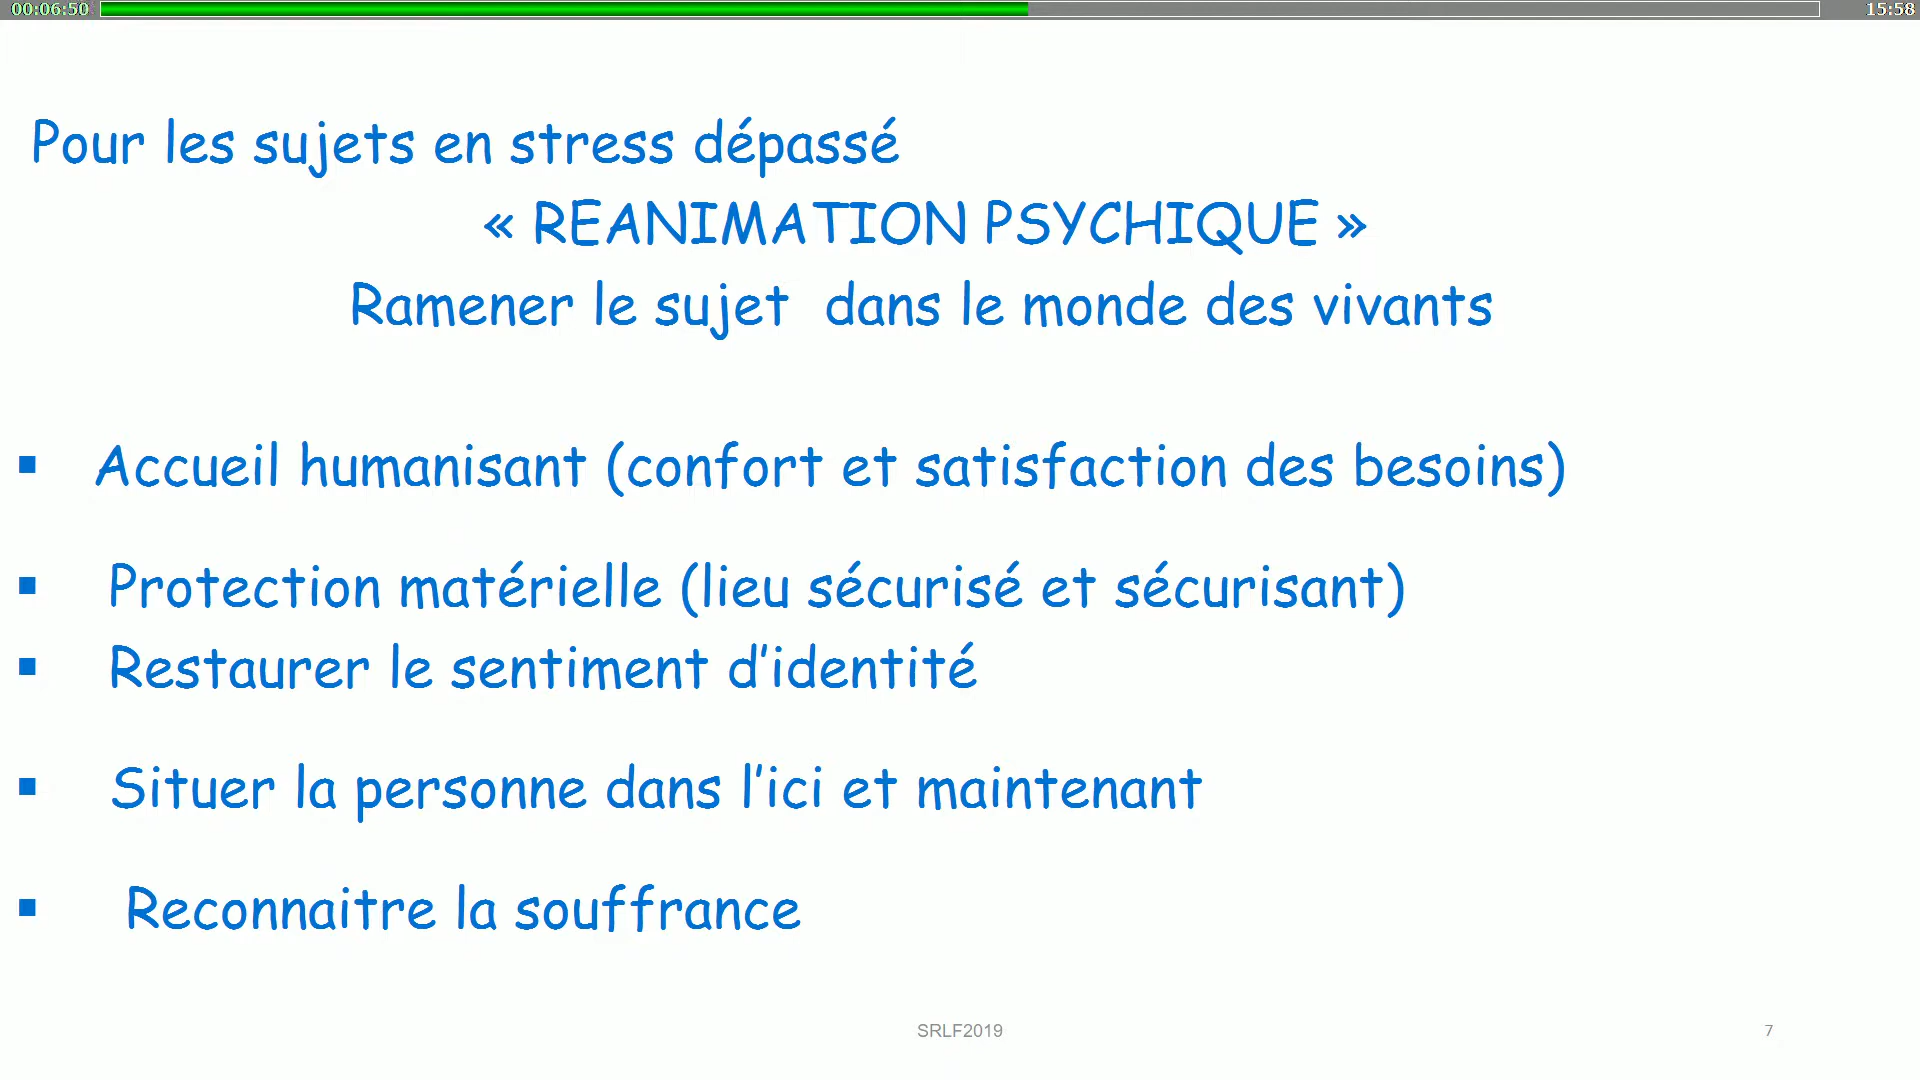 00:06:50
15:58
Pour les sujets en stress dépassé
« REANIMATION PSYCHIQUE »
Ramener le sujet  dans le monde des vivants
▪ Accueil humanisant (confort et satisfaction des besoins)
▪ Protection matérielle (lieu sécurisé et sécurisant)
▪ Restaurer le sentiment d’identité
▪ Situer la personne dans l’ici et maintenant
▪ Reconnaitre la souffrance
SRLF2019
7